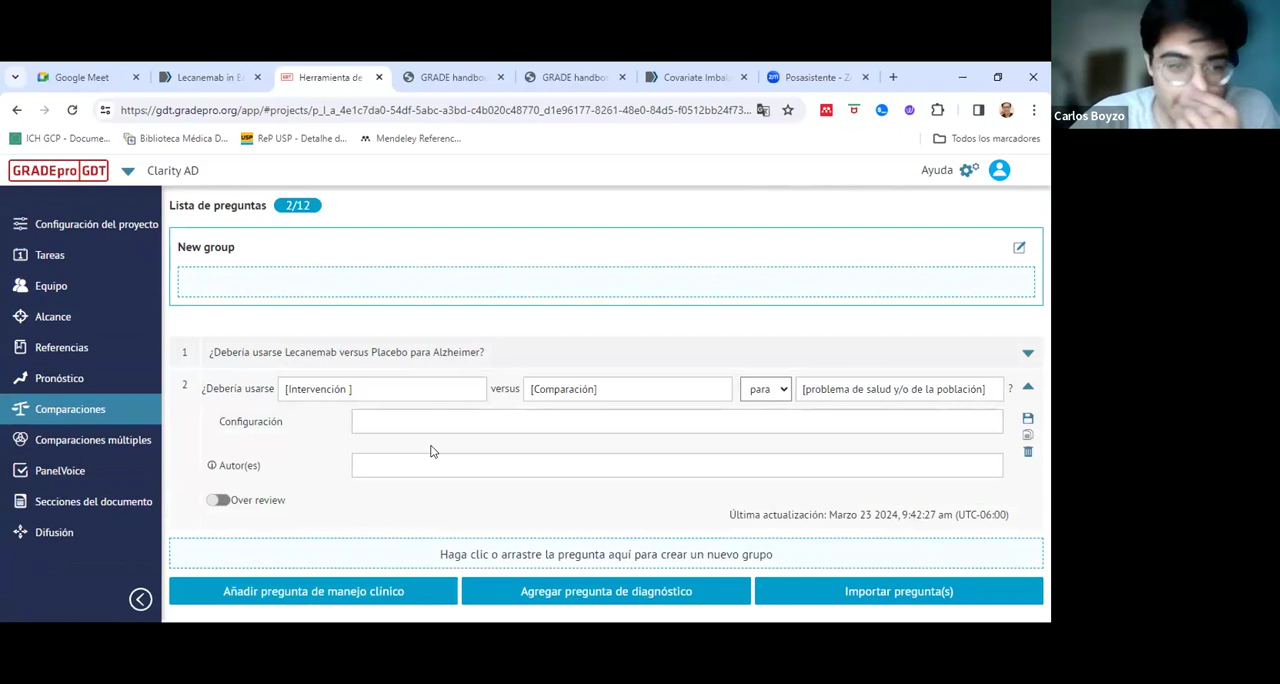 Google Meet
Lecanemab in E
Herramienta de
GRADE handbo
GRADE handbo
Covariate Imbal
Posasistente - Z
https://gdt.gradepro.org/app/#projects/p_l_a_4e1c7da0-54df-5abc-a3bd-c4b020c48770_d1e96177-8261-48e0-84d5-f0512bb24f73...
ICH GCP - Docume...
Biblioteca Médica D...
ReP USP - Detalhe d...
Mendeley Referenc...
Todos los marcadores
Carlos Boyzo
GRADEpro GDT
Clarity AD
Ayuda
Configuración del proyecto
Tareas
Equipo
Alcance
Referencias
Pronóstico
Comparaciones
Comparaciones múltiples
PanelVoice
Secciones del documento
Difusión
Lista de preguntas 2/12
New group
1 ¿Debería usarse Lecanemab versus Placebo para Alzheimer?
2 ¿Debería usarse [Intervención ] versus [Comparación] para [problema de salud y/o de la población] ?
Configuración
Autor(es)
Over review
Última actualización: Marzo 23 2024, 9:42:27 am (UTC-06:00)
Haga clic o arrastre la pregunta aquí para crear un nuevo grupo
Añadir pregunta de manejo clínico
Agregar pregunta de diagnóstico
Importar pregunta(s)